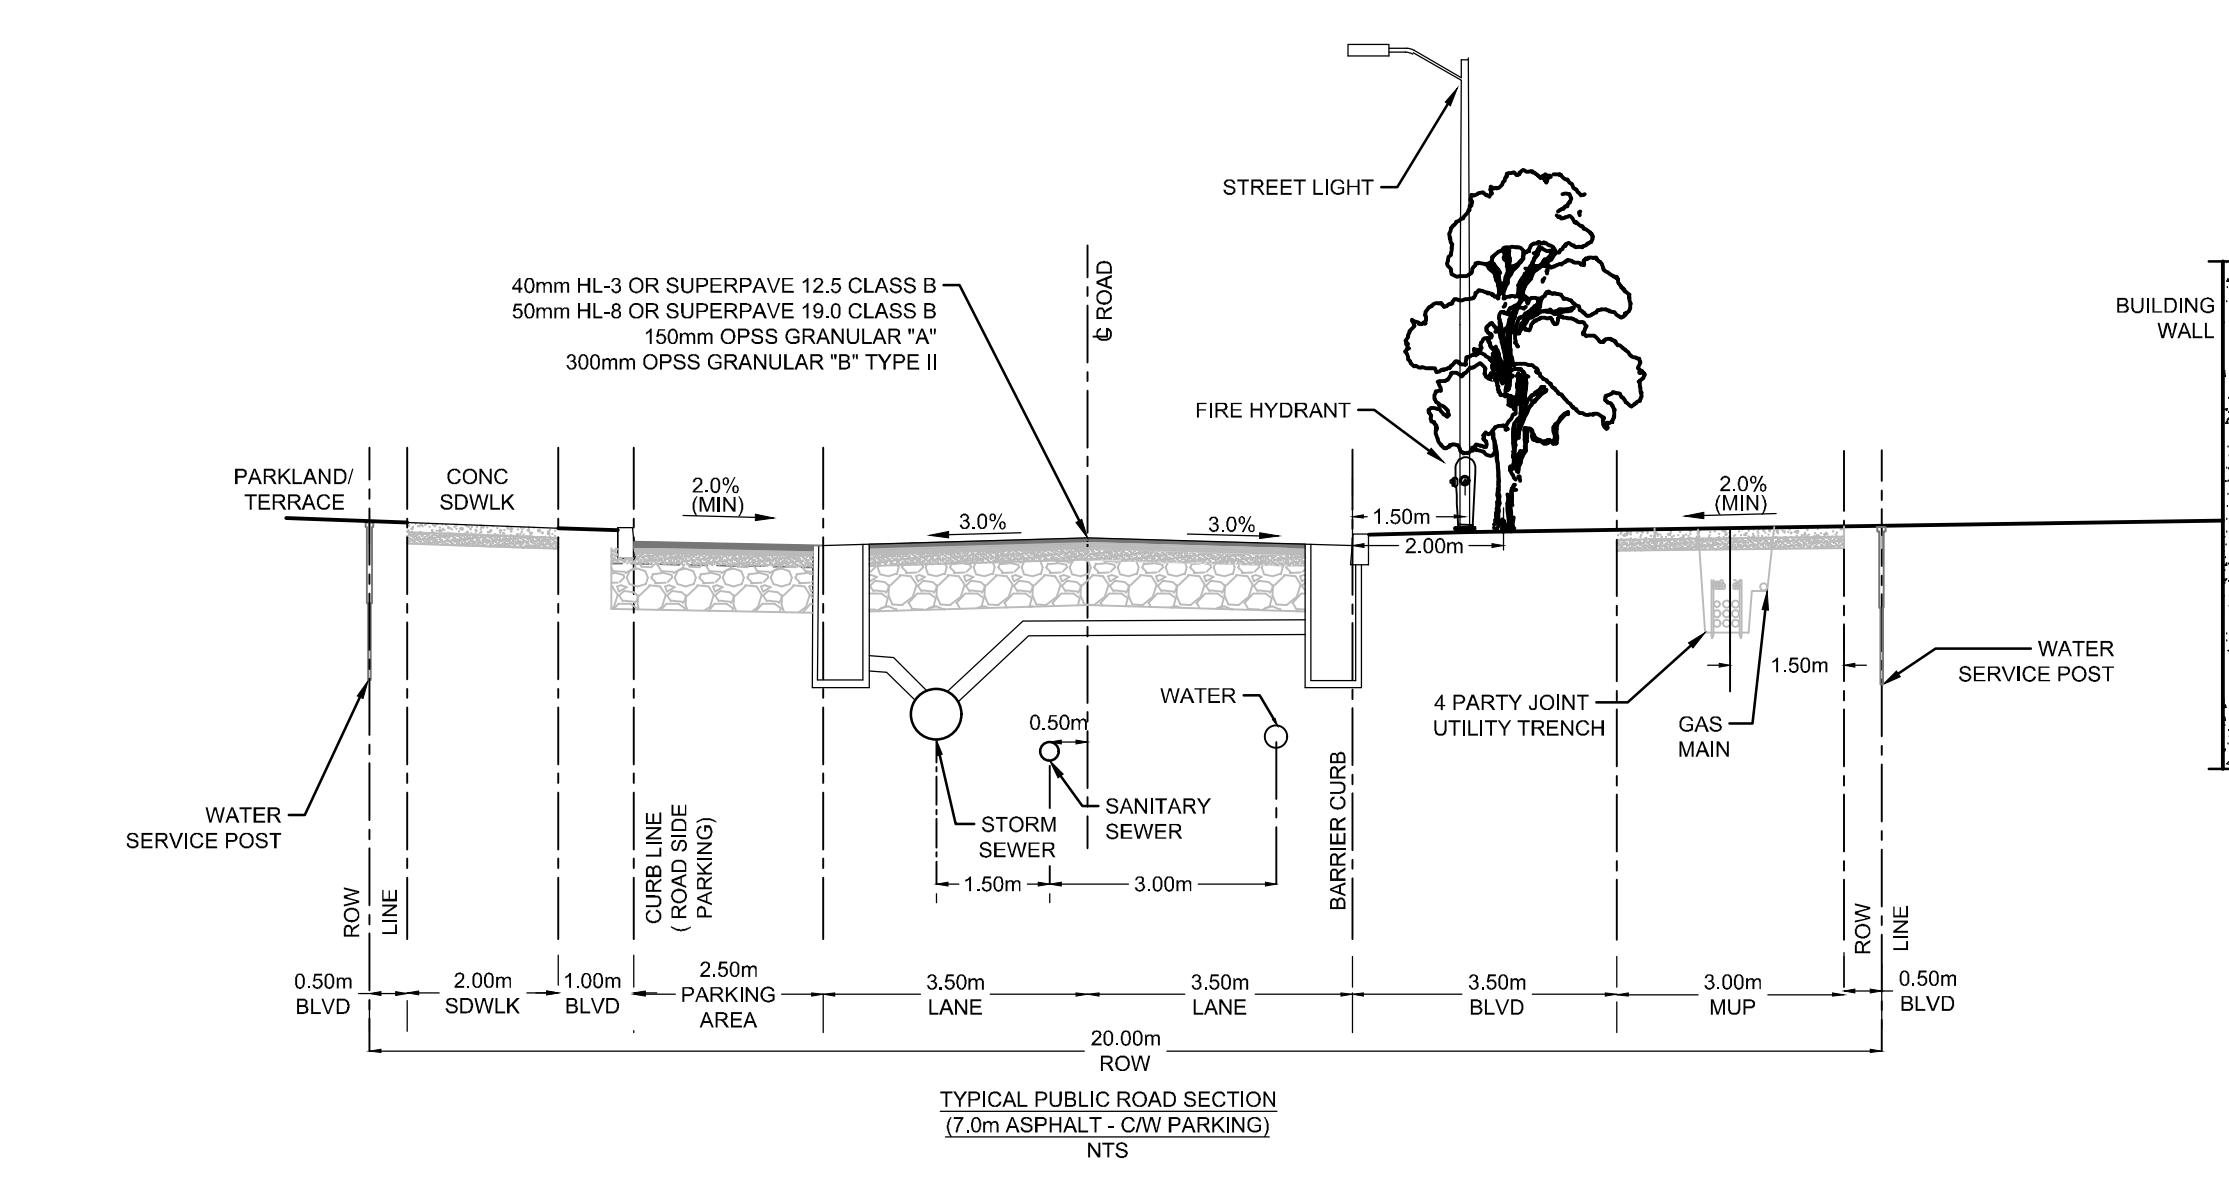 STREET LIGHT
40mm HL-3 OR SUPERPAVE 12.5 CLASS B
50mm HL-8 OR SUPERPAVE 19.0 CLASS B
150mm OPSS GRANULAR "A"
300mm OPSS GRANULAR "B" TYPE II
℄ ROAD
BUILDING
WALL
FIRE HYDRANT
PARKLAND/
TERRACE
CONC
SDWLK
2.0%
(MIN)
3.0%
3.0%
1.50m
2.00m
2.0%
(MIN)
WATER
SERVICE POST
1.50m
4 PARTY JOINT
UTILITY TRENCH
GAS
MAIN
WATER
0.50m
SANITARY
SEWER
STORM
SEWER
1.50m
3.00m
WATER
SERVICE POST
ROW
LINE
CURB LINE
( ROAD SIDE
PARKING)
BARRIER CURB
ROW
LINE
0.50m
BLVD
2.00m
SDWLK
1.00m
BLVD
2.50m
PARKING
AREA
3.50m
LANE
3.50m
LANE
3.50m
BLVD
3.00m
MUP
0.50m
BLVD
20.00m
ROW
TYPICAL PUBLIC ROAD SECTION
(7.0m ASPHALT - C/W PARKING)
NTS